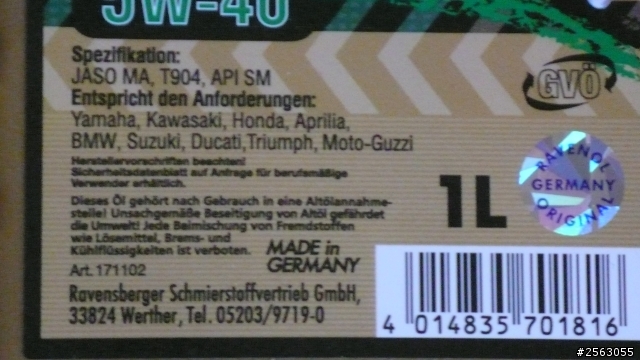 5W-40
Spezifikation:
JASO MA, T904, API SM
Entspricht den Anforderungen:
Yamaha, Kawasaki, Honda, Aprilia,
BMW, Suzuki, Ducati,Triumph, Moto-Guzzi
Herstellervorschriften beachten!
Sicherheitsdatenblatt auf Anfrage für berufsmäßige
Verwender erhältlich.
Dieses Öl gehört nach Gebrauch in eine Altölannahme-
stelle! Unsachgemäße Beseitigung von Altöl gefährdet
die Umwelt! Jede Beimischung von Fremdstoffen
wie Lösemittel, Brems- und
Kühlflüssigkeiten ist verboten.
Art.171102
MADE in
GERMANY
Ravensberger Schmierstoffvertrieb GmbH,
33824 Werther, Tel. 05203/9719-0
GVÖ
RAVENOL
GERMANY
ORIGINAL
1L
4 014835 701816
#2563055